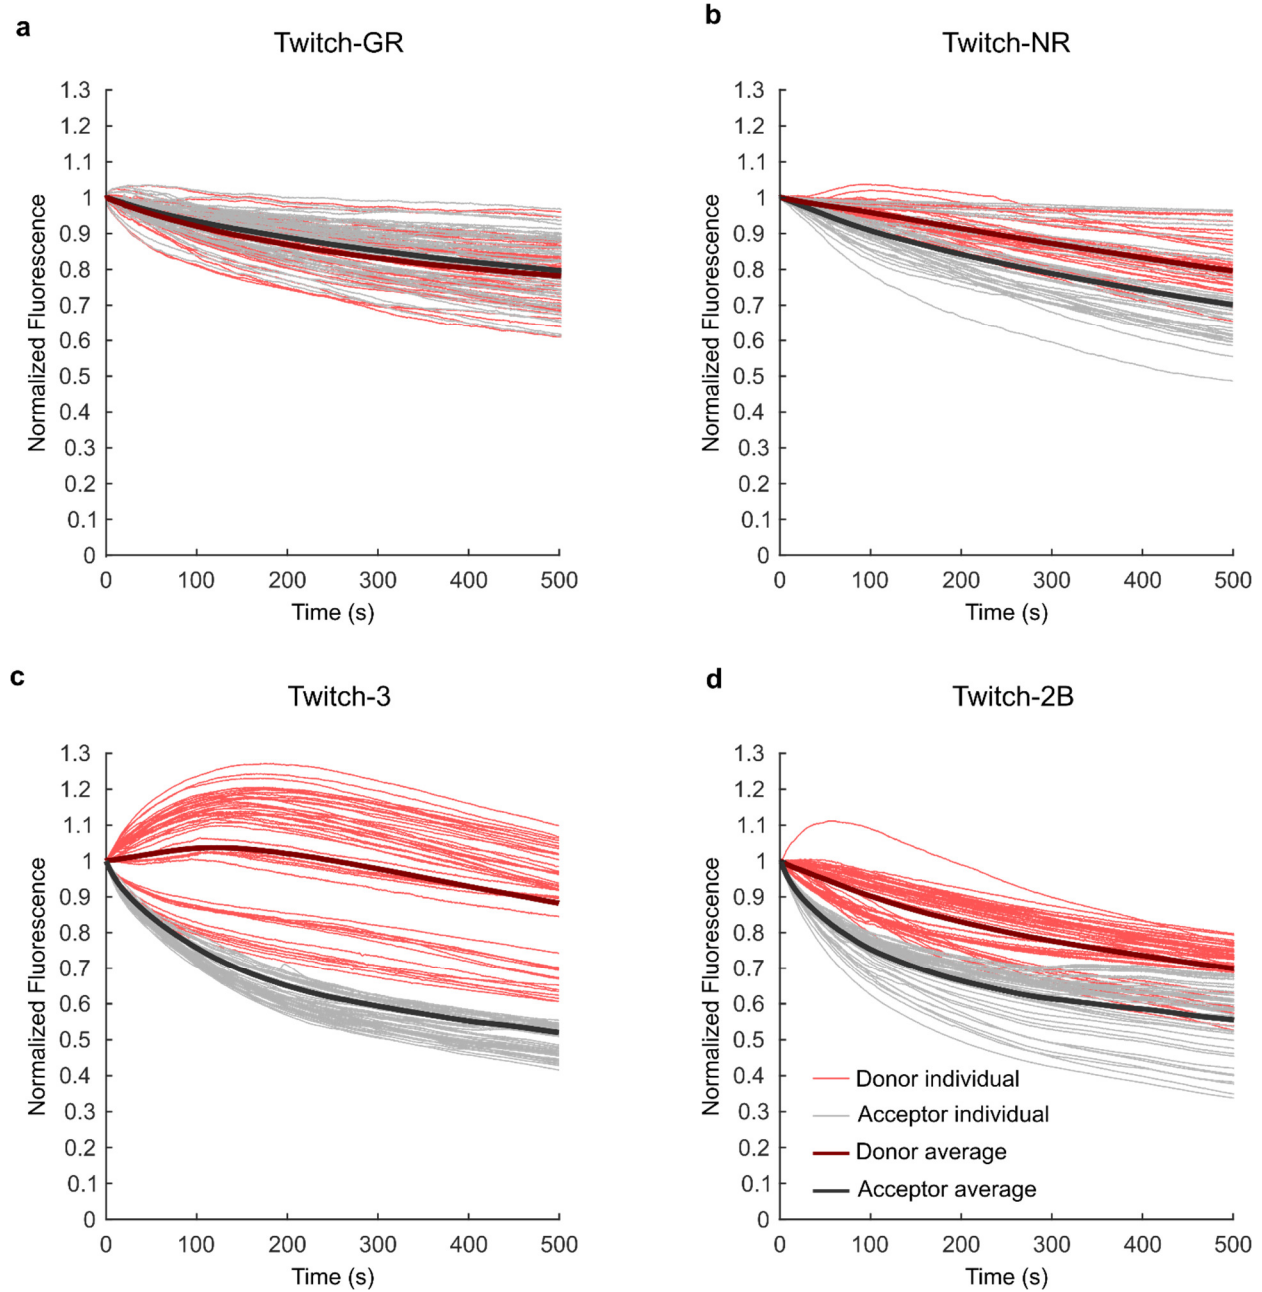 a
Twitch-GR
1.3
1.2
1.1
1
0.9
0.8
0.7
0.6
0.5
0.4
0.3
0.2
0.1
0
Normalized Fluorescence
0 100 200 300 400 500
Time (s)
b
Twitch-NR
1.3
1.2
1.1
1
0.9
0.8
0.7
0.6
0.5
0.4
0.3
0.2
0.1
0
Normalized Fluorescence
0 100 200 300 400 500
Time (s)
c
Twitch-3
1.3
1.2
1.1
1
0.9
0.8
0.7
0.6
0.5
0.4
0.3
0.2
0.1
0
Normalized Fluorescence
0 100 200 300 400 500
Time (s)
d
Twitch-2B
1.3
1.2
1.1
1
0.9
0.8
0.7
0.6
0.5
0.4
0.3
0.2
0.1
0
Normalized Fluorescence
Donor individual
Acceptor individual
Donor average
Acceptor average
0 100 200 300 400 500
Time (s)